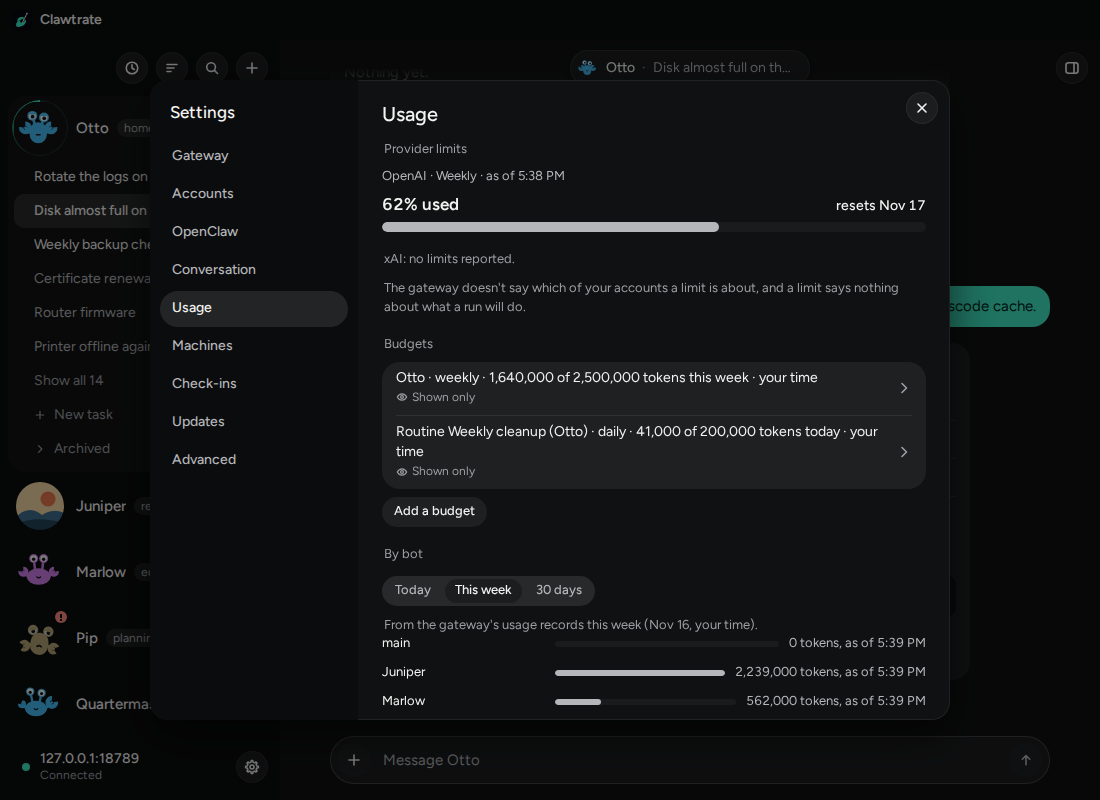 Clawtrate
Nothing yet.
Otto · Disk almost full on th...
Otto
Rotate the logs on
Disk almost full on
Weekly backup che
Certificate renewa
Router firmware
Printer offline again
Show all 14
+ New task
Archived
Juniper
Marlow
Pip
plannin
Quarterma
127.0.0.1:18789
Connected
Settings
Gateway
Accounts
OpenClaw
Conversation
Usage
Machines
Check-ins
Updates
Advanced
Usage
Provider limits
OpenAI · Weekly · as of 5:38 PM
62% used
resets Nov 17
xAI: no limits reported.
The gateway doesn't say which of your accounts a limit is about, and a limit says nothing
about what a run will do.
Budgets
Otto · weekly · 1,640,000 of 2,500,000 tokens this week · your time
Shown only
Routine Weekly cleanup (Otto) · daily · 41,000 of 200,000 tokens today · your
time
Shown only
Add a budget
By bot
Today This week 30 days
From the gateway's usage records this week (Nov 16, your time).
main 0 tokens, as of 5:39 PM
Juniper 2,239,000 tokens, as of 5:39 PM
Marlow 562,000 tokens, as of 5:39 PM
scode cache.
Message Otto